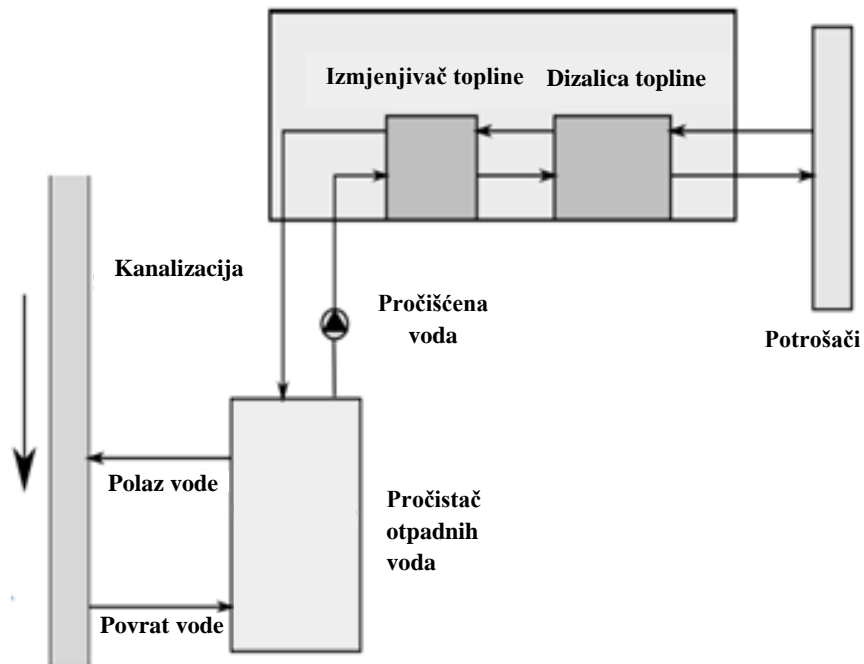 Izmjenjivač topline
Dizalica topline
Kanalizacija
Pročišćena
voda
Potrošači
Polaz vode
Pročistač
otpadnih
voda
Povrat vode